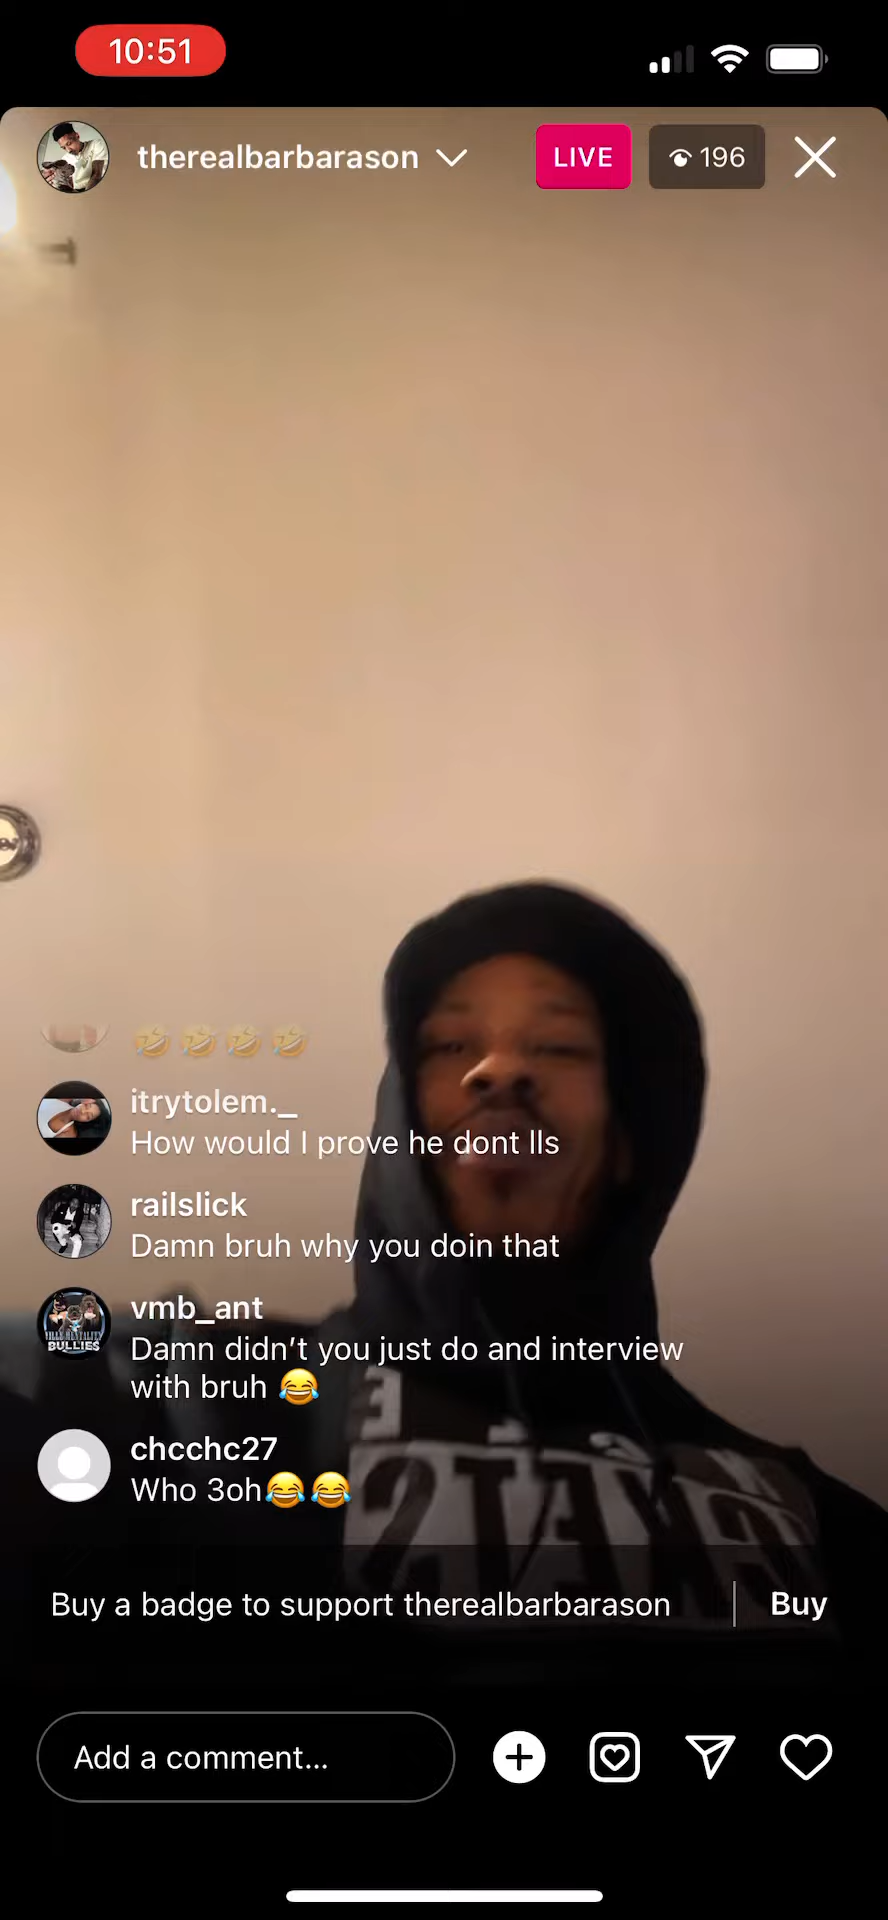 10:51
therealbarbarason
LIVE
196
🤣🤣🤣🤣
itrytolem._
How would I prove he dont lls
railslick
Damn bruh why you doin that
vmb_ant
Damn didn't you just do and interview
with bruh 😂
BULLIES
chcchc27
Who 3oh😂😂
Buy a badge to support therealbarbarason
Buy
Add a comment...